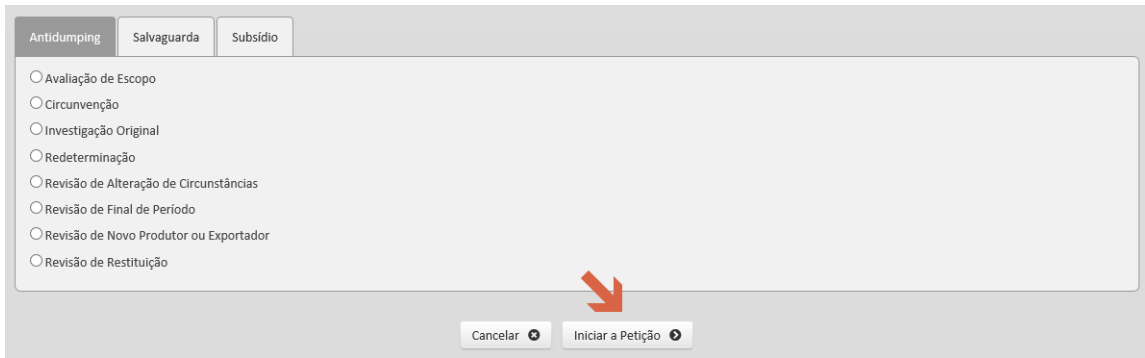 Antidumping Salvaguarda Subsídio
Avaliação de Escopo
Circunvenção
Investigação Original
Redeterminação
Revisão de Alteração de Circunstâncias
Revisão de Final de Período
Revisão de Novo Produtor ou Exportador
Revisão de Restituição
Cancelar Iniciar a Petição